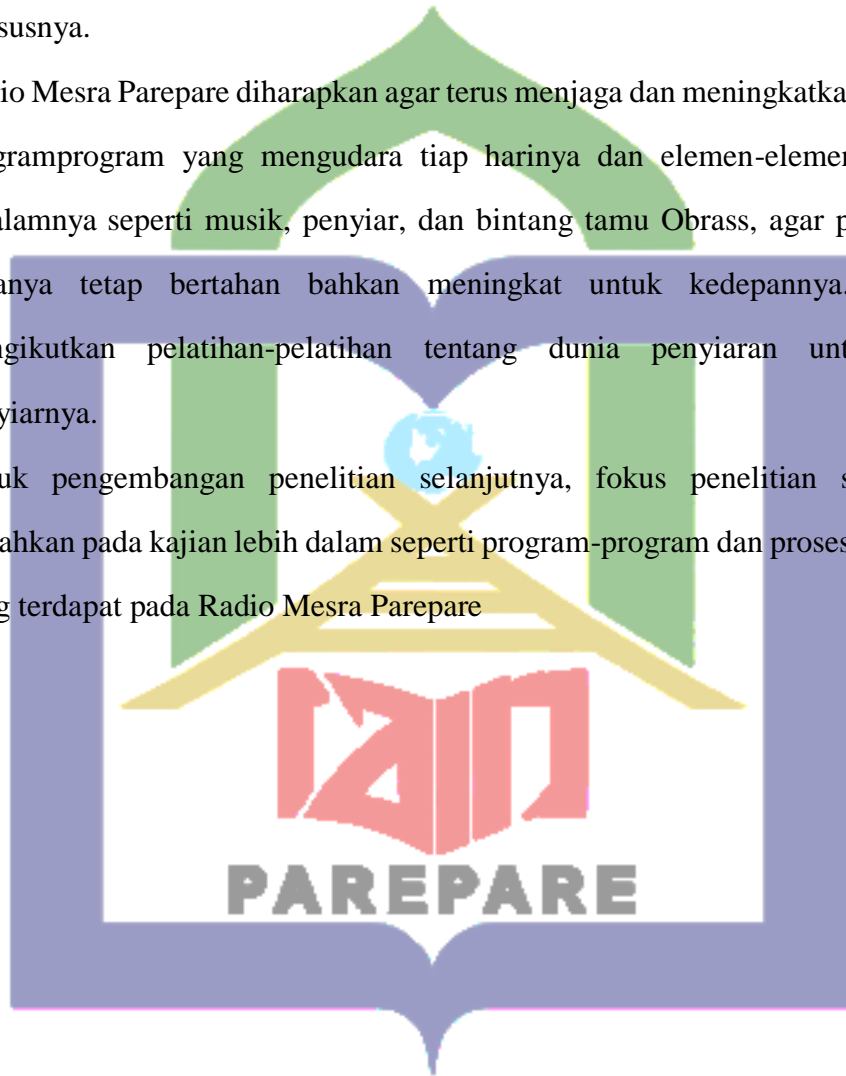 susnya.
io Mesra Parepare diharapkan agar terus menjaga dan meningkatka
gramprogram yang mengudara tiap harinya dan elemen-elemen
alamnya seperti musik, penyiar, dan bintang tamu Obrass, agar p
anya tetap bertahan bahkan meningkat untuk kedepannya.
ngikutkan pelatihan-pelatihan tentang dunia penyiaran unt
yiarnya.
uk pengembangan penelitian selanjutnya, fokus penelitian s
ahkan pada kajian lebih dalam seperti program-program dan proses
g terdapat pada Radio Mesra Parepare
iain
PAREPARE